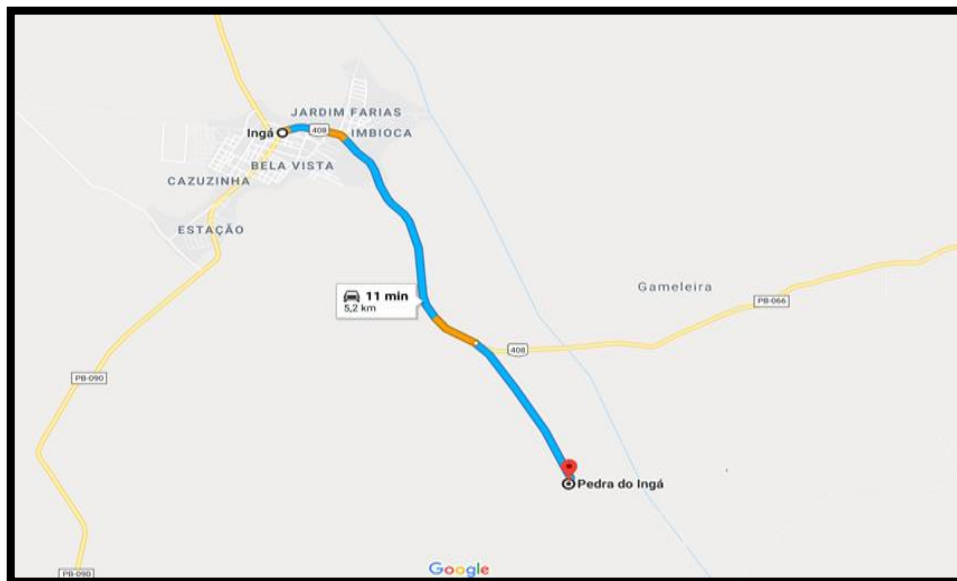 JARDIM FARIAS
Ingá
408
IMBIOCA
BELA VISTA
CAZUZINHA
ESTAÇÃO
Gameleira
11 min
5,2 km
PB-066
408
PB-090
Pedra do Ingá
Google
PB-090